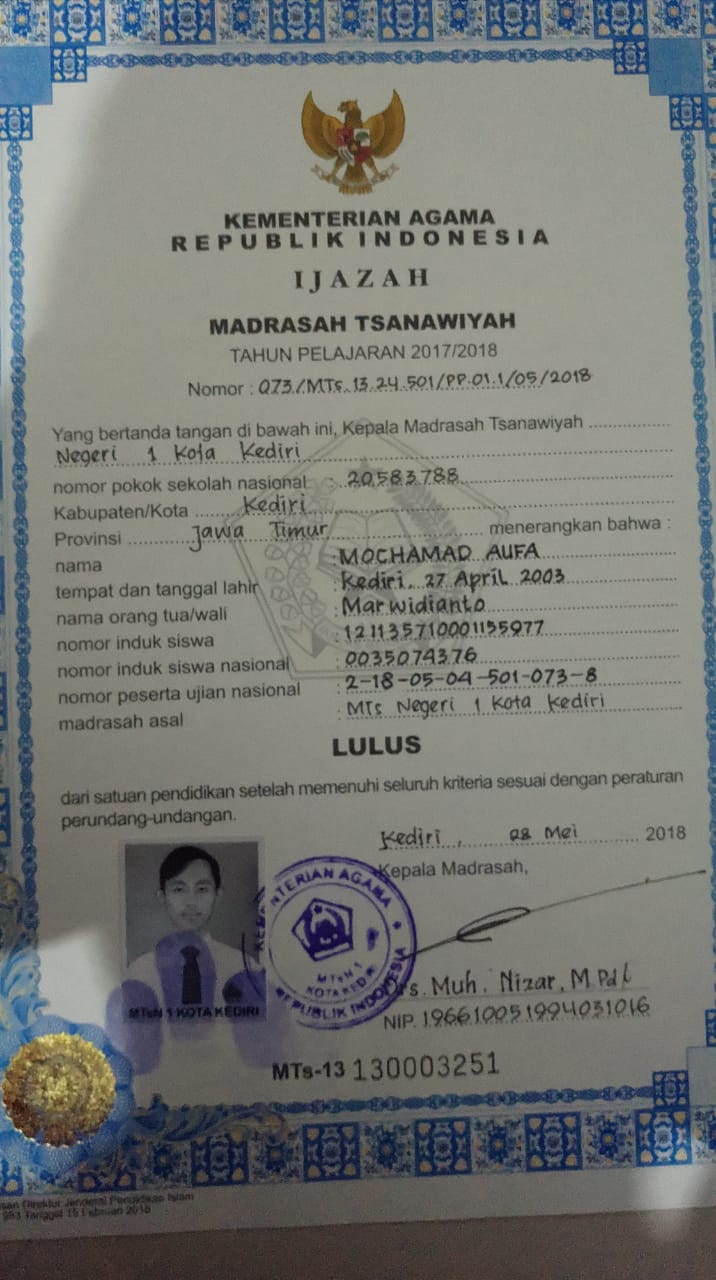 KEMENTERIAN AGAMA
REPUBLIK INDONESIA
IJAZAH
MADRASAH TSANAWIYAH
TAHUN PELAJARAN 2017/2018
Nomor : 073/MTs.13.24.501/PP.01.1/05/2018
Yang bertanda tangan di bawah ini, Kepala Madrasah Tsanawiyah
Negeri 1 Kota Kediri
nomor pokok sekolah nasional : 20583788
Kabupaten/Kota Kediri
Provinsi Jawa Timur menerangkan bahwa :
nama : MOCHAMAD AUFA
tempat dan tanggal lahir : Kediri, 27 April 2003
nama orang tua/wali : Marwidianto
nomor induk siswa : 121135710001155977
nomor induk siswa nasional : 0035074376
nomor peserta ujian nasional : 2-18-05-04-501-073-8
madrasah asal : MTs Negeri 1 Kota Kediri
LULUS
dari satuan pendidikan setelah memenuhi seluruh kriteria sesuai dengan peraturan
perundang-undangan.
Kediri, 28 Mei 2018
Kepala Madrasah,
KEMENTERIAN AGAMA
MTsN 1
KOTA KEDIRI
REPUBLIK INDONESIA
MTsN 1 KOTA KEDIRI
Drs. Muh. Nizar, M.PdI
NIP. 196610051994031016
MTs-13 130003251
Direktur Jenderal Pendidikan Islam
Tanggal 15 Februari 2018